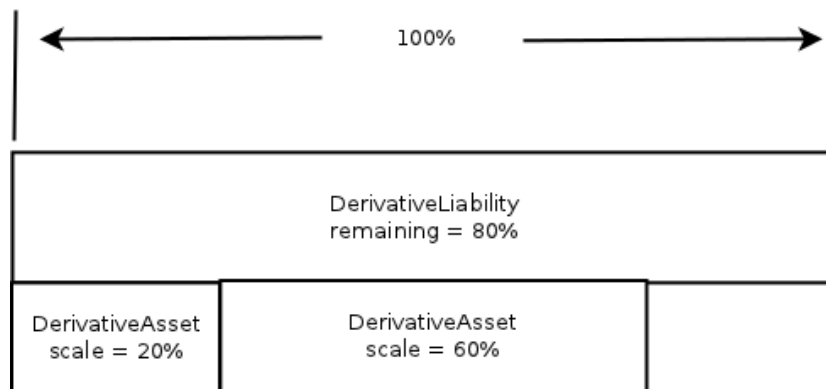 100%
DerivativeLiability
remaining = 80%
DerivativeAsset
scale = 20%
DerivativeAsset
scale = 60%